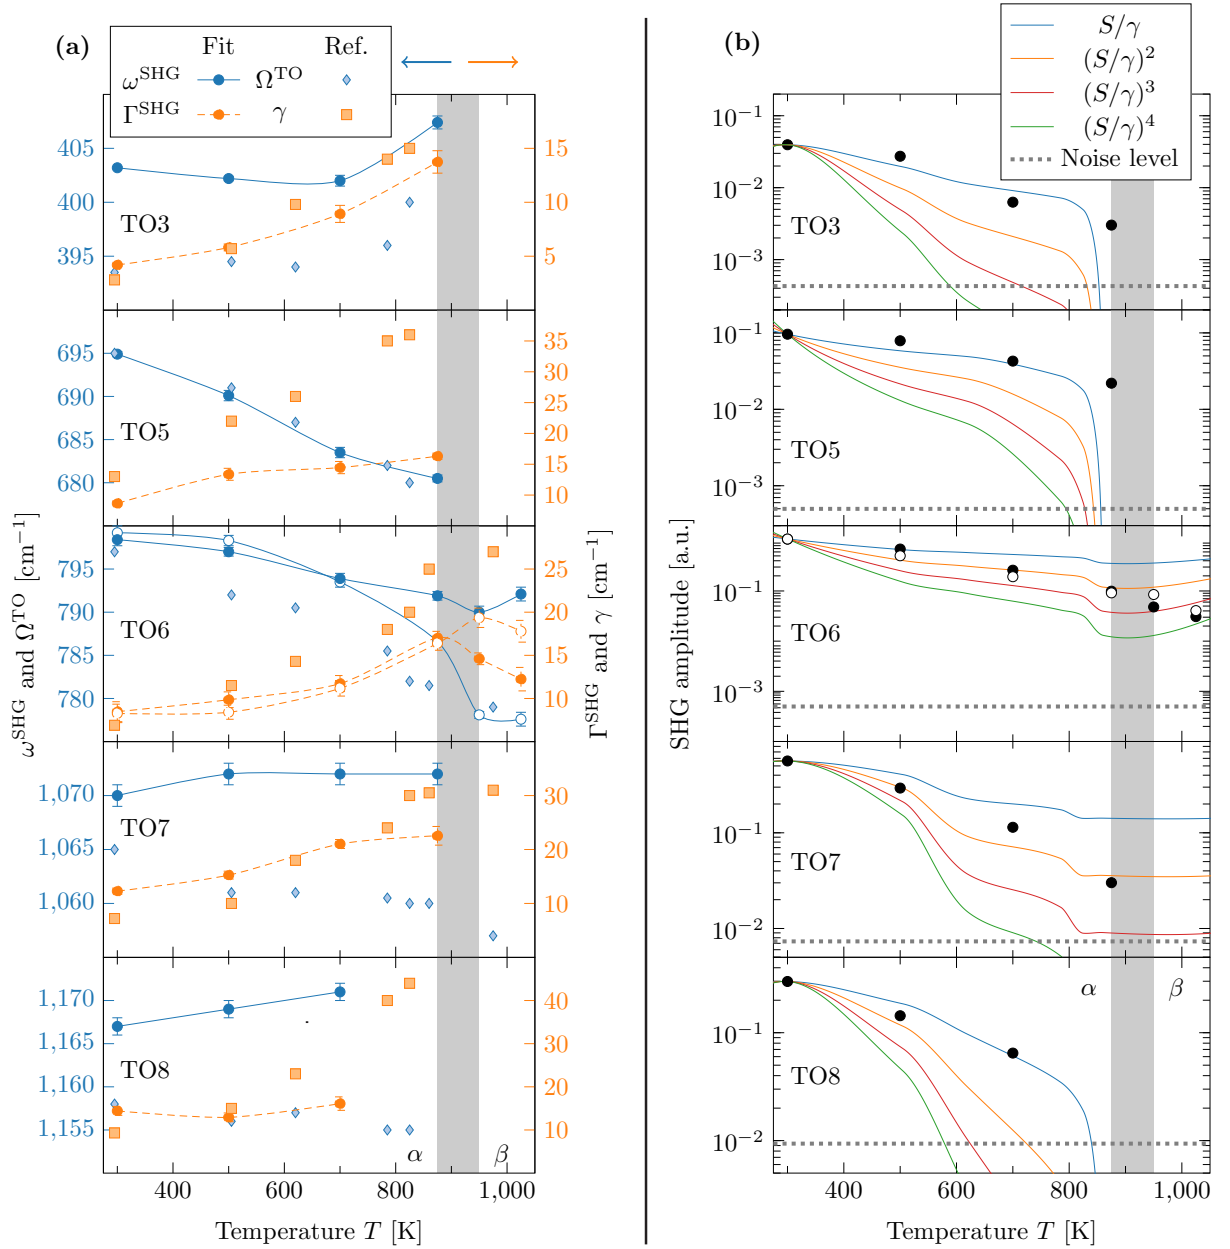 (a)
Fit Ref.
ω^SHG Ω^TO
Γ^SHG γ
405
400
395
15
10
5
TO3
695
690
685
680
35
30
25
20
15
10
TO5
795
790
785
780
25
20
15
10
TO6
1,070
1,065
1,060
30
20
10
TO7
1,170
1,165
1,160
1,155
40
30
20
10
TO8
α β
400 600 800 1,000
Temperature T [K]
ω^SHG and Ω^TO [cm⁻¹]
Γ^SHG and γ [cm⁻¹]
(b)
S/γ
(S/γ)²
(S/γ)³
(S/γ)⁴
Noise level
10⁻¹
10⁻²
10⁻³
TO3
10⁻¹
10⁻²
10⁻³
TO5
10⁻¹
10⁻³
TO6
10⁻¹
10⁻²
TO7
α β
10⁻¹
10⁻²
TO8
400 600 800 1,000
Temperature T [K]
SHG amplitude [a.u.]